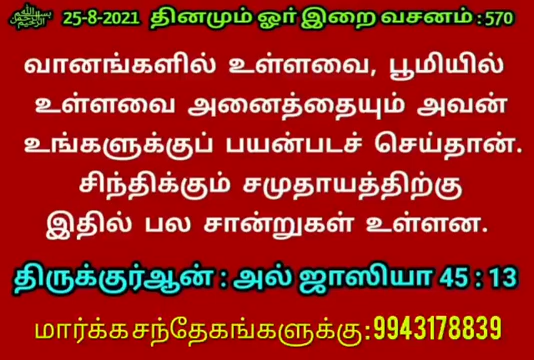 ﷽ 25-8-2021 தினமும் ஓர் இறை வசனம் : 570
வானங்களில் உள்ளவை, பூமியில்
உள்ளவை அனைத்தையும் அவன்
உங்களுக்குப் பயன்படச் செய்தான்.
சிந்திக்கும் சமுதாயத்திற்கு
இதில் பல சான்றுகள் உள்ளன.
திருக்குர்ஆன் : அல் ஜாஸியா 45 : 13
மார்க்கசந்தேகங்களுக்கு:9943178839